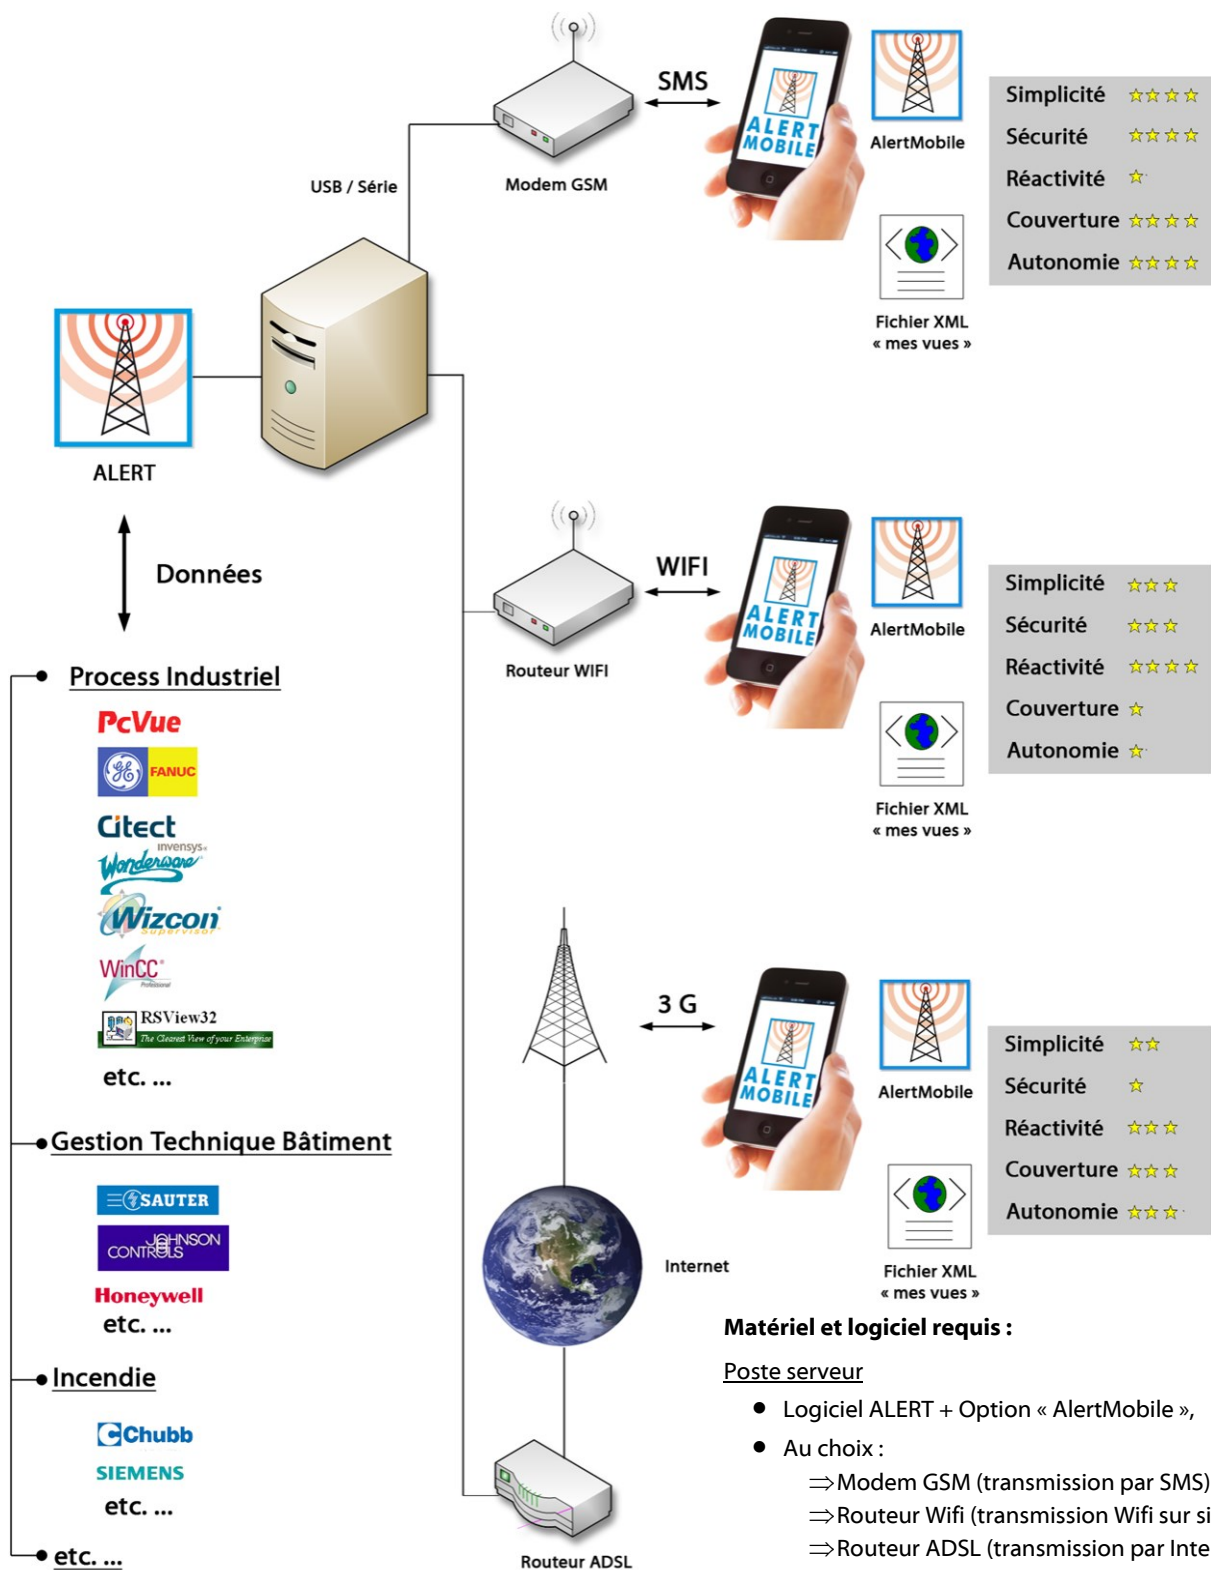 SMS
ALERT
MOBILE
AlertMobile
Modem GSM
USB / Série
Fichier XML
« mes vues »
Simplicité
Sécurité
Réactivité
Couverture
Autonomie
ALERT
Données
WIFI
ALERT
MOBILE
AlertMobile
Routeur WIFI
Fichier XML
« mes vues »
Simplicité
Sécurité
Réactivité
Couverture
Autonomie
Process Industriel
PcVue
GE FANUC
Citect
invensys
Wonderware
Wizcon
Supervisor
WinCC
Professional
RSView32
The Clearest View of your Enterprise
etc. ...
3 G
ALERT
MOBILE
AlertMobile
Internet
Fichier XML
« mes vues »
Simplicité
Sécurité
Réactivité
Couverture
Autonomie
Gestion Technique Bâtiment
SAUTER
JOHNSON
CONTROLS
Honeywell
etc. ...
Incendie
Chubb
SIEMENS
etc. ...
etc. ...
Routeur ADSL
Matériel et logiciel requis :
Poste serveur
● Logiciel ALERT + Option « AlertMobile »,
● Au choix :
⇒Modem GSM (transmission par SMS)
⇒Routeur Wifi (transmission Wifi sur si
⇒Routeur ADSL (transmission par Inte